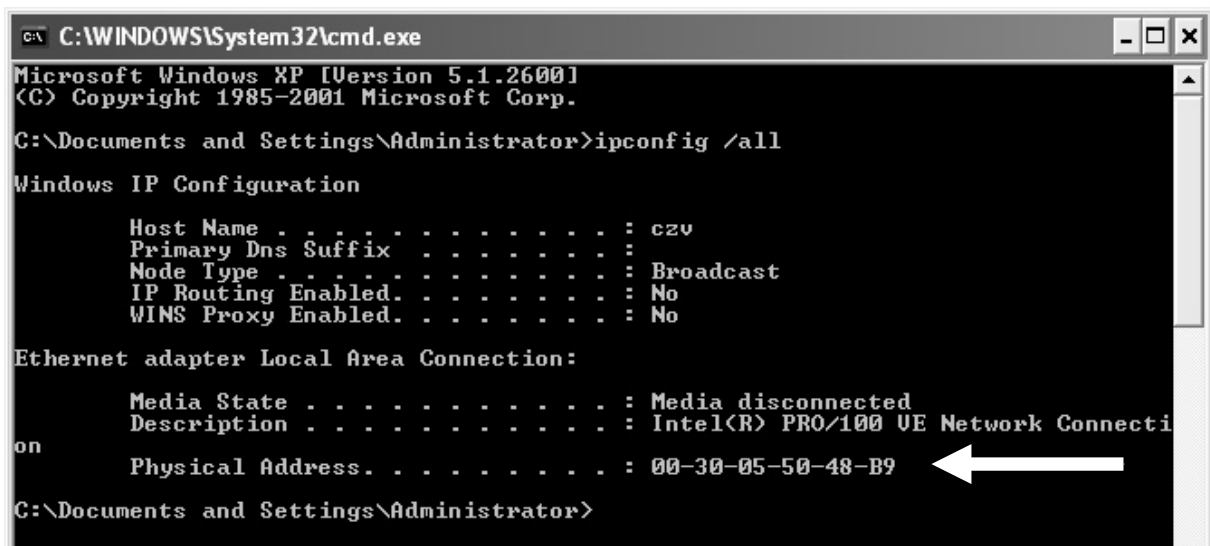 C:\WINDOWS\System32\cmd.exe
Microsoft Windows XP [Version 5.1.2600]
(C) Copyright 1985-2001 Microsoft Corp.
C:\Documents and Settings\Administrator>ipconfig /all
Windows IP Configuration
Host Name . . . . . . . . . . . . : czv
Primary Dns Suffix . . . . . . . :
Node Type . . . . . . . . . . . . : Broadcast
IP Routing Enabled. . . . . . . . : No
WINS Proxy Enabled. . . . . . . . : No
Ethernet adapter Local Area Connection:
Media State . . . . . . . . . . . : Media disconnected
Description . . . . . . . . . . . : Intel(R) PRO/100 VE Network Connecti
on
Physical Address. . . . . . . . . : 00-30-05-50-48-B9
C:\Documents and Settings\Administrator>